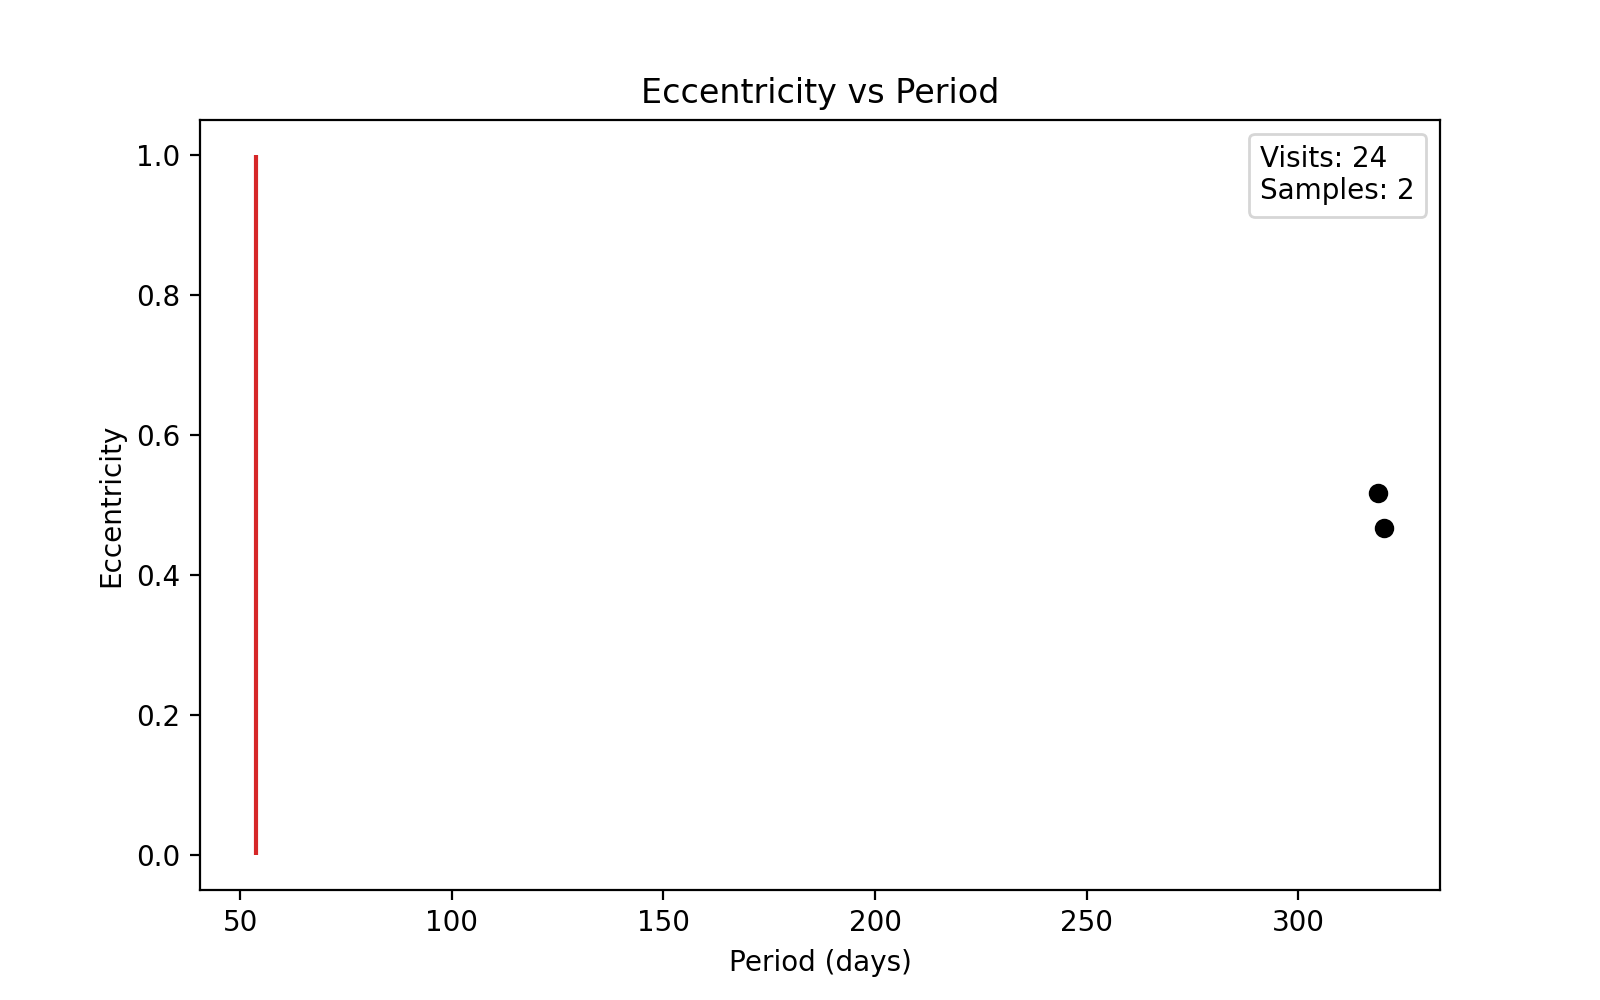 Eccentricity vs Period
Visits: 24
Samples: 2
1.0
0.8
0.6
0.4
0.2
0.0
Eccentricity
50 100 150 200 250 300
Period (days)